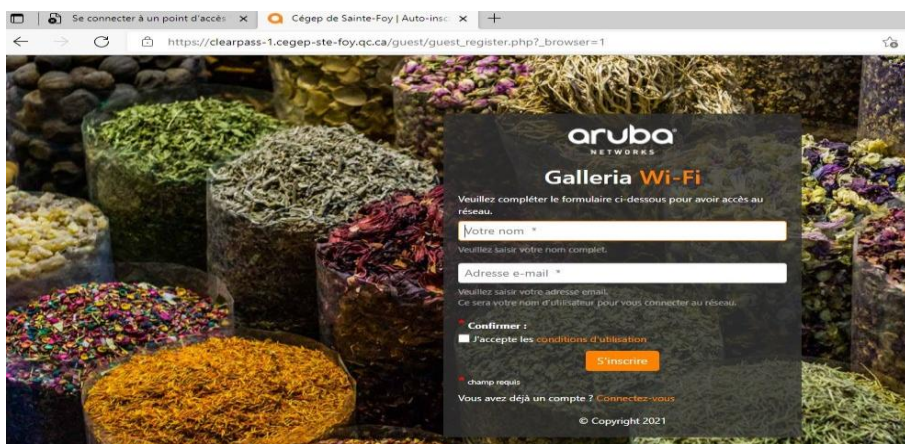 Se connecter à un point d'accès
Cégep de Sainte-Foy | Auto-insc
https://clearpass-1.cegep-ste-foy.qc.ca/guest/guest_register.php?_browser=1
aruba
NETWORKS
Galleria Wi-Fi
Veuillez compléter le formulaire ci-dessous pour avoir accès au
réseau.
Votre nom *
Veuillez saisir votre nom complet.
Adresse e-mail *
Veuillez saisir votre adresse email.
Ce sera votre nom d'utilisateur pour vous connecter au réseau.
* Confirmer :
J'accepte les conditions d'utilisation
S'inscrire
* champ requis
Vous avez déjà un compte ? Connectez-vous
© Copyright 2021